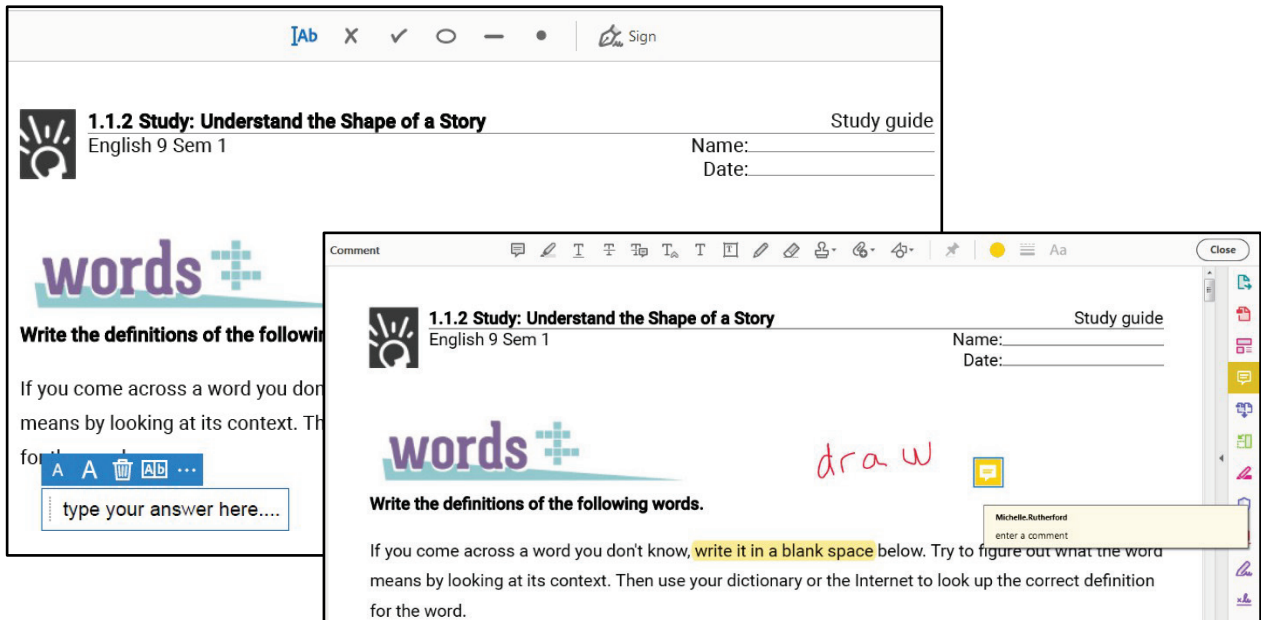 IAb Sign
1.1.2 Study: Understand the Shape of a Story Study guide
English 9 Sem 1 Name:
Date:
words
Write the definitions of the
If you come across a word you
means by looking at its context.
A A Ab ...
type your answer here....
Comment T T T T T T Aa Close
1.1.2 Study: Understand the Shape of a Story Study guide
English 9 Sem 1 Name:
Date:
words
draw
Write the definitions of the following words.
Michelle.Rutherford
enter a comment
If you come across a word you don't know, write it in a blank space below. Try to figure out what the word
means by looking at its context. Then use your dictionary or the Internet to look up the correct definition
for the word.